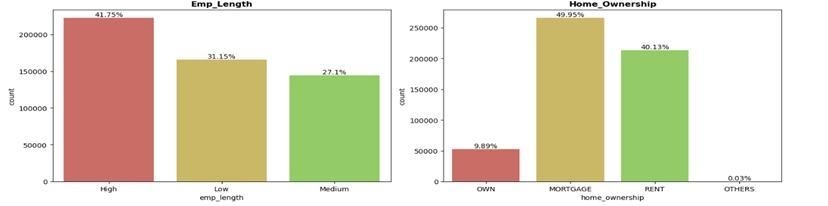 Emp_Length
41.75%
31.15%
27.1%
200000
150000
100000
50000
0
count
High Low Medium
emp_length
Home_Ownership
49.95%
40.13%
9.89%
0.03%
250000
200000
150000
100000
50000
0
count
OWN MORTGAGE RENT OTHERS
home_ownership